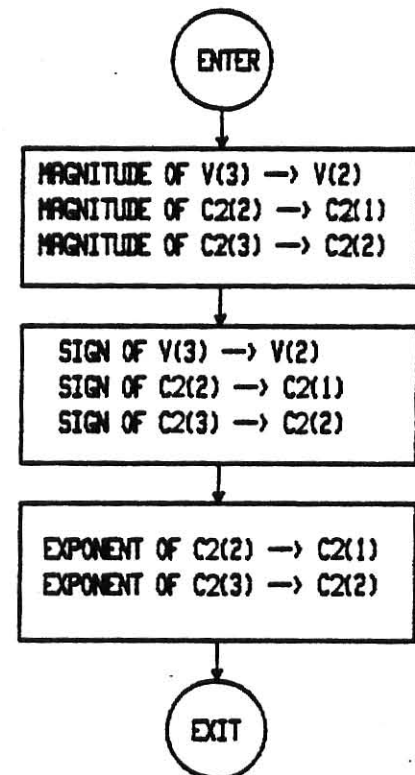 ENTER
MAGNITUDE OF V(3) —> V(2)
MAGNITUDE OF C2(2) —> C2(1)
MAGNITUDE OF C2(3) —> C2(2)
SIGN OF V(3) —> V(2)
SIGN OF C2(2) —> C2(1)
SIGN OF C2(3) —> C2(2)
EXPONENT OF C2(2) —> C2(1)
EXPONENT OF C2(3) —> C2(2)
EXIT